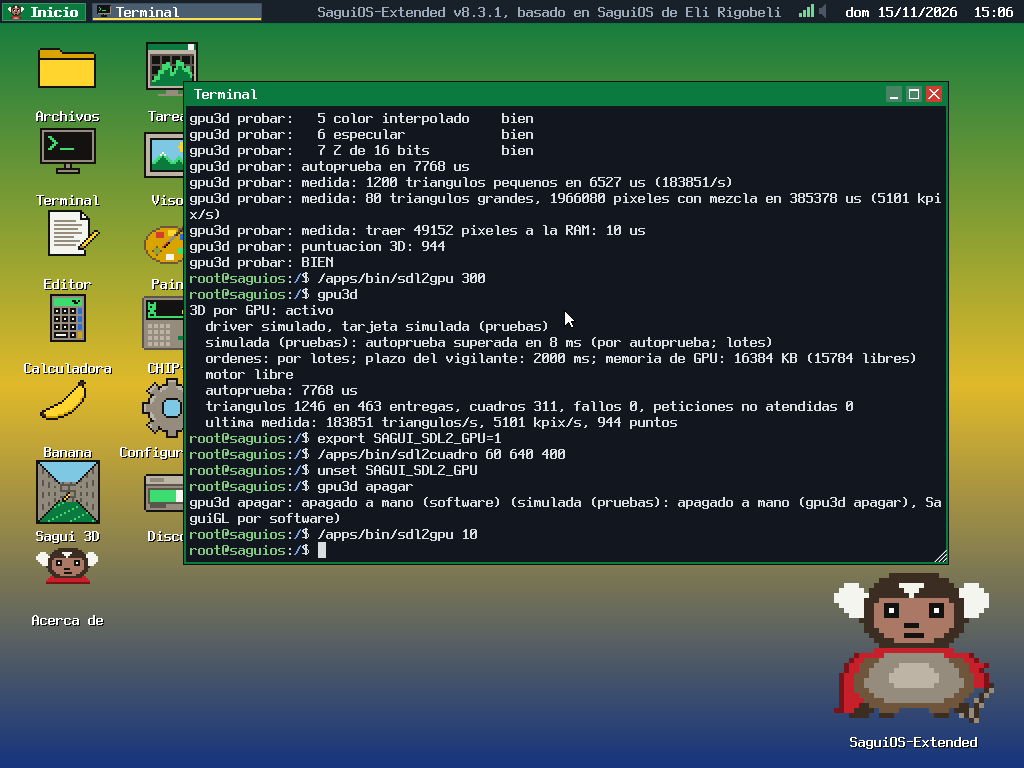 Inicio
Terminal
SaguiOS-Extended v8.3.1, basado en SaguiOS de Eli Rigobeli
dom 15/11/2026 15:06
Archivos
Tarea
Terminal
Viso
Editor
Pain
Calculadora
CHIP-
Banana
Configur
Sagui 3D
Disco
Acerca de
Terminal
gpu3d probar:   5 color interpolado    bien
gpu3d probar:   6 especular            bien
gpu3d probar:   7 Z de 16 bits         bien
gpu3d probar: autoprueba en 7768 us
gpu3d probar: medida: 1200 triangulos pequenos en 6527 us (183851/s)
gpu3d probar: medida: 80 triangulos grandes, 1966080 pixeles con mezcla en 385378 us (5101 kpi
x/s)
gpu3d probar: medida: traer 49152 pixeles a la RAM: 10 us
gpu3d probar: puntuacion 3D: 944
gpu3d probar: BIEN
root@saguios:/$ /apps/bin/sdl2gpu 300
root@saguios:/$ gpu3d
3D por GPU: activo
  driver simulado, tarjeta simulada (pruebas)
  simulada (pruebas): autoprueba superada en 8 ms (por autoprueba; lotes)
  ordenes: por lotes; plazo del vigilante: 2000 ms; memoria de GPU: 16384 KB (15784 libres)
  motor libre
  autoprueba: 7768 us
  triangulos 1246 en 463 entregas, cuadros 311, fallos 0, peticiones no atendidas 0
  ultima medida: 183851 triangulos/s, 5101 kpix/s, 944 puntos
root@saguios:/$ export SAGUI_SDL2_GPU=1
root@saguios:/$ /apps/bin/sdl2cuadro 60 640 400
root@saguios:/$ unset SAGUI_SDL2_GPU
root@saguios:/$ gpu3d apagar
gpu3d apagar: apagado a mano (software) (simulada (pruebas): apagado a mano (gpu3d apagar), Sa
guiGL por software)
root@saguios:/$ /apps/bin/sdl2gpu 10
root@saguios:/$
SaguiOS-Extended